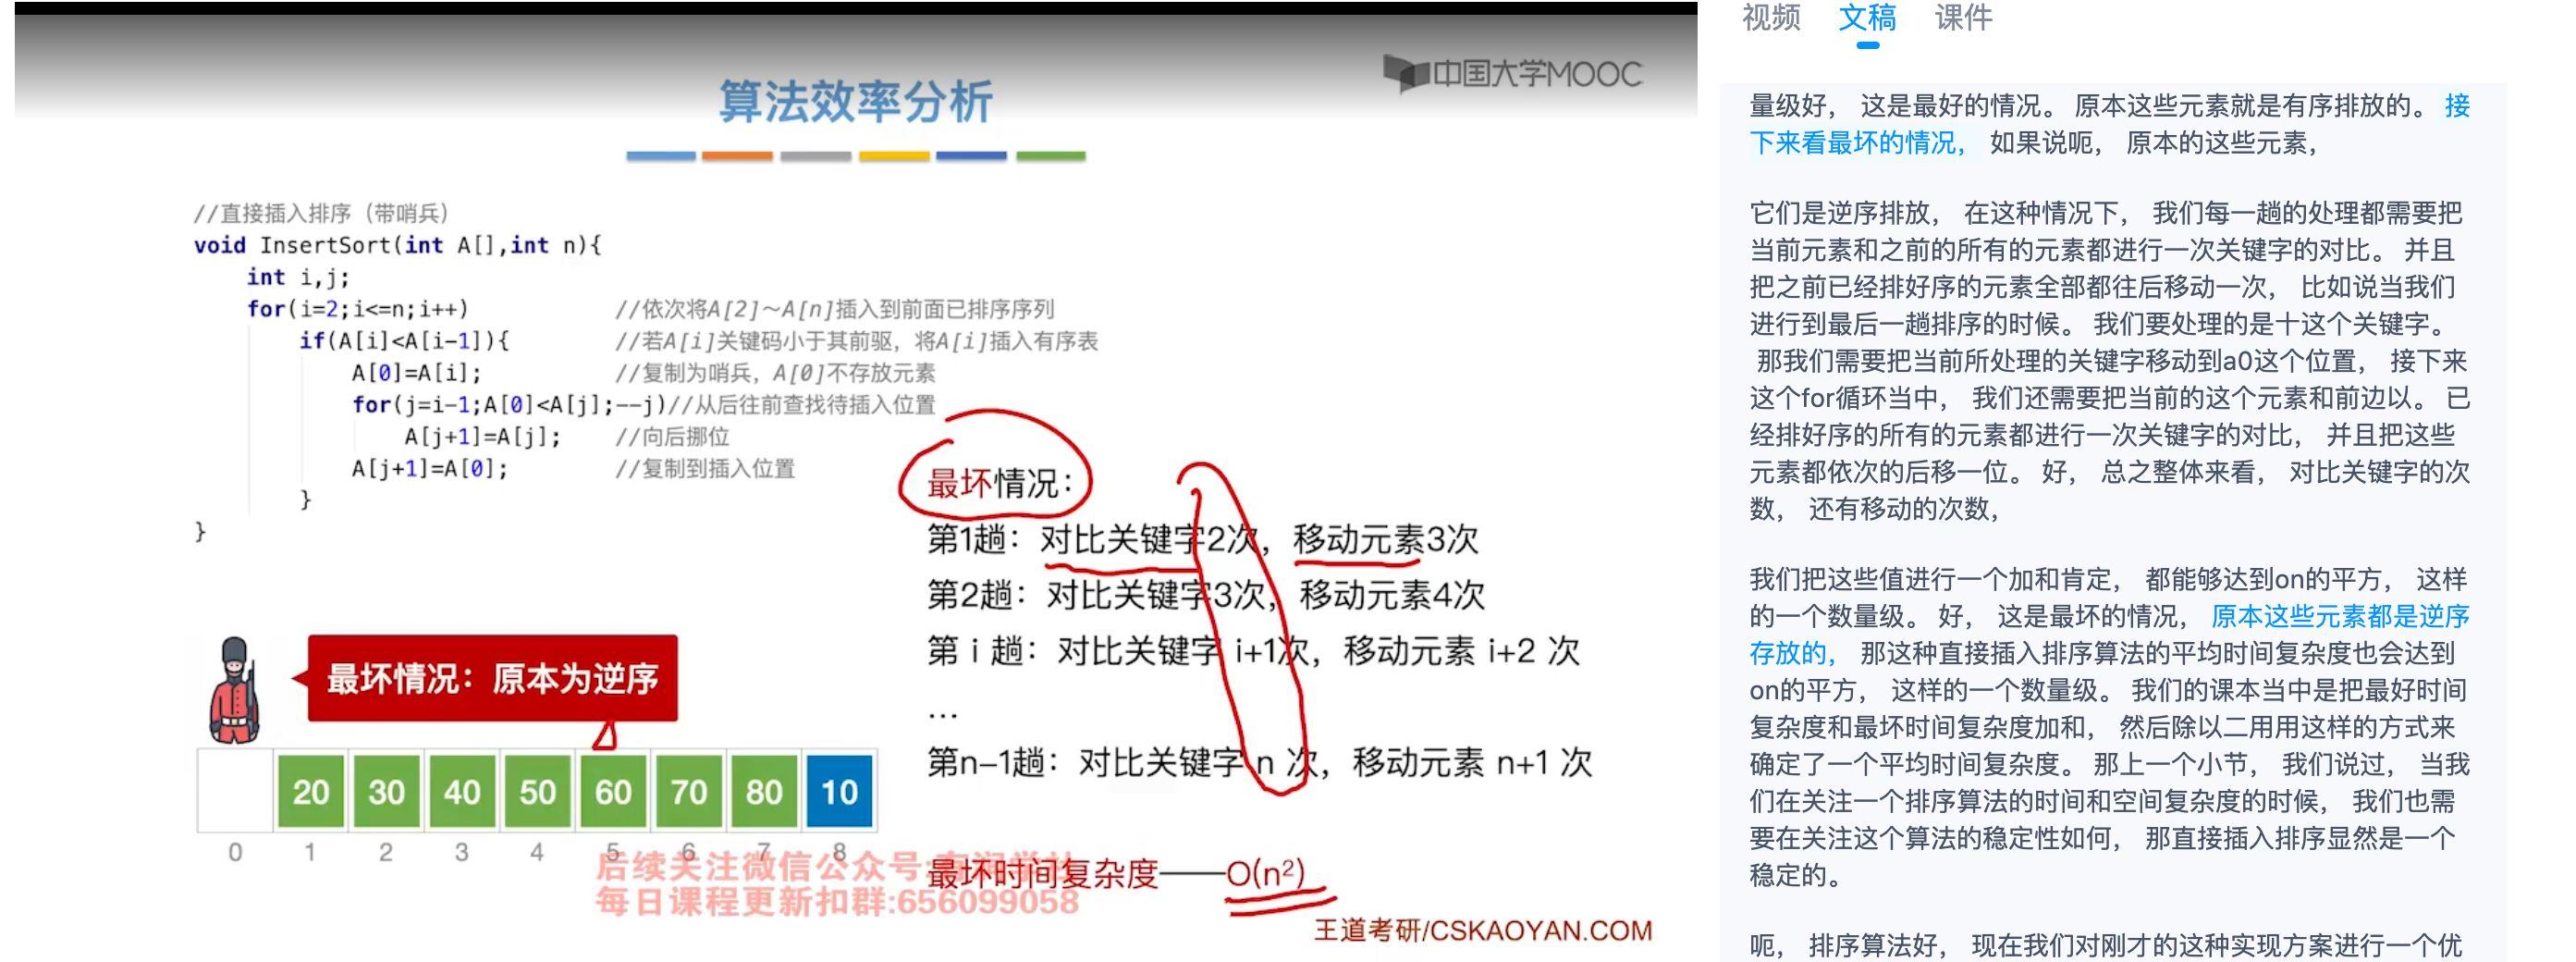 中国大学MOOC
算法效率分析
//直接插入排序（带哨兵）
void InsertSort(int A[],int n){
int i,j;
for(i=2;i<=n;i++) //依次将A[2]～A[n]插入到前面已排序序列
if(A[i]<A[i-1]){ //若A[i]关键码小于其前驱，将A[i]插入有序表
A[0]=A[i]; //复制为哨兵，A[0]不存放元素
for(j=i-1;A[0]<A[j];--j)//从后往前查找待插入位置
A[j+1]=A[j]; //向后挪位
A[j+1]=A[0]; //复制到插入位置
}
}
最坏情况：
第1趟：对比关键字2次，移动元素3次
第2趟：对比关键字3次，移动元素4次
第 i 趟：对比关键字 i+1次，移动元素 i+2 次
...
第n-1趟：对比关键字 n 次，移动元素 n+1 次
最坏时间复杂度——O(n²)
最坏情况：原本为逆序
20 30 40 50 60 70 80 10
0 1 2 3 4 5 6 7 8
后续关注微信公众号:
每日课程更新扣群:656099058
王道考研/CSKAOYAN.COM
视频 文稿 课件
量级好， 这是最好的情况。 原本这些元素就是有序排放的。 接
下来看最坏的情况， 如果说呃， 原本的这些元素，
它们是逆序排放， 在这种情况下， 我们每一趟的处理都需要把
当前元素和之前的所有的元素都进行一次关键字的对比。 并且
把之前已经排好序的元素全部都往后移动一次， 比如说当我们
进行到最后一趟排序的时候。 我们要处理的是十这个关键字。
那我们需要把当前所处理的关键字移动到a0这个位置， 接下来
这个for循环当中， 我们还需要把当前的这个元素和前边以。 已
经排好序的所有的元素都进行一次关键字的对比， 并且把这些
元素都依次的后移一位。 好， 总之整体来看， 对比关键字的次
数， 还有移动的次数，
我们把这些值进行一个加和肯定， 都能够达到on的平方， 这样
的一个数量级。 好， 这是最坏的情况， 原本这些元素都是逆序
存放的， 那这种直接插入排序算法的平均时间复杂度也会达到
on的平方， 这样的一个数量级。 我们的课本当中是把最好时间
复杂度和最坏时间复杂度加和， 然后除以二用用这样的方式来
确定了一个平均时间复杂度。 那上一个小节， 我们说过， 当我
们在关注一个排序算法的时间和空间复杂度的时候， 我们也需
要在关注这个算法的稳定性如何， 那直接插入排序显然是一个
稳定的。
呃， 排序算法好， 现在我们对刚才的这种实现方案进行一个优